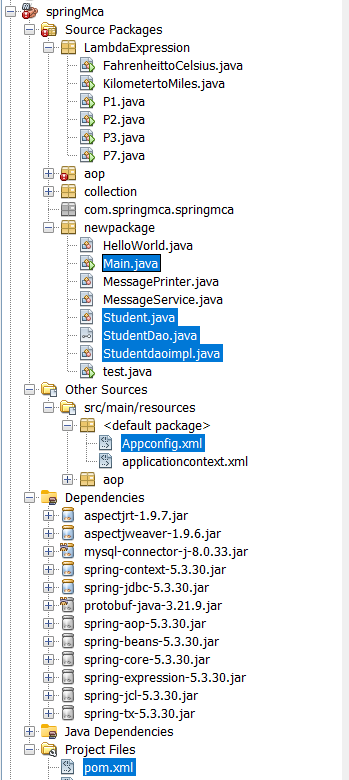 springMca
Source Packages
LambdaExpression
FahrenheittoCelsius.java
KilometertoMiles.java
P1.java
P2.java
P3.java
P7.java
aop
collection
com.springmca.springmca
newpackage
HelloWorld.java
Main.java
MessagePrinter.java
MessageService.java
Student.java
StudentDao.java
Studentdaoimpl.java
test.java
Other Sources
src/main/resources
<default package>
Appconfig.xml
applicationcontext.xml
aop
Dependencies
aspectjrt-1.9.7.jar
aspectjweaver-1.9.6.jar
mysql-connector-j-8.0.33.jar
spring-context-5.3.30.jar
spring-jdbc-5.3.30.jar
protobuf-java-3.21.9.jar
spring-aop-5.3.30.jar
spring-beans-5.3.30.jar
spring-core-5.3.30.jar
spring-expression-5.3.30.jar
spring-jcl-5.3.30.jar
spring-tx-5.3.30.jar
Java Dependencies
Project Files
pom.xml